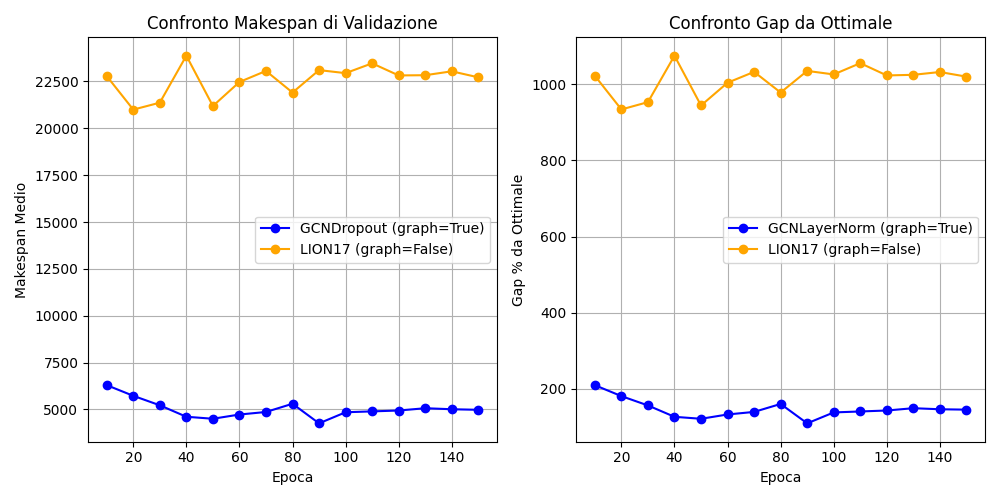 Confronto Makespan di Validazione
Makespan Medio
22500
20000
17500
15000
12500
10000
7500
5000
GCNDropout (graph=True)
LION17 (graph=False)
20 40 60 80 100 120 140
Epoca
Confronto Gap da Ottimale
Gap % da Ottimale
1000
800
600
400
200
GCNLayerNorm (graph=True)
LION17 (graph=False)
20 40 60 80 100 120 140
Epoca